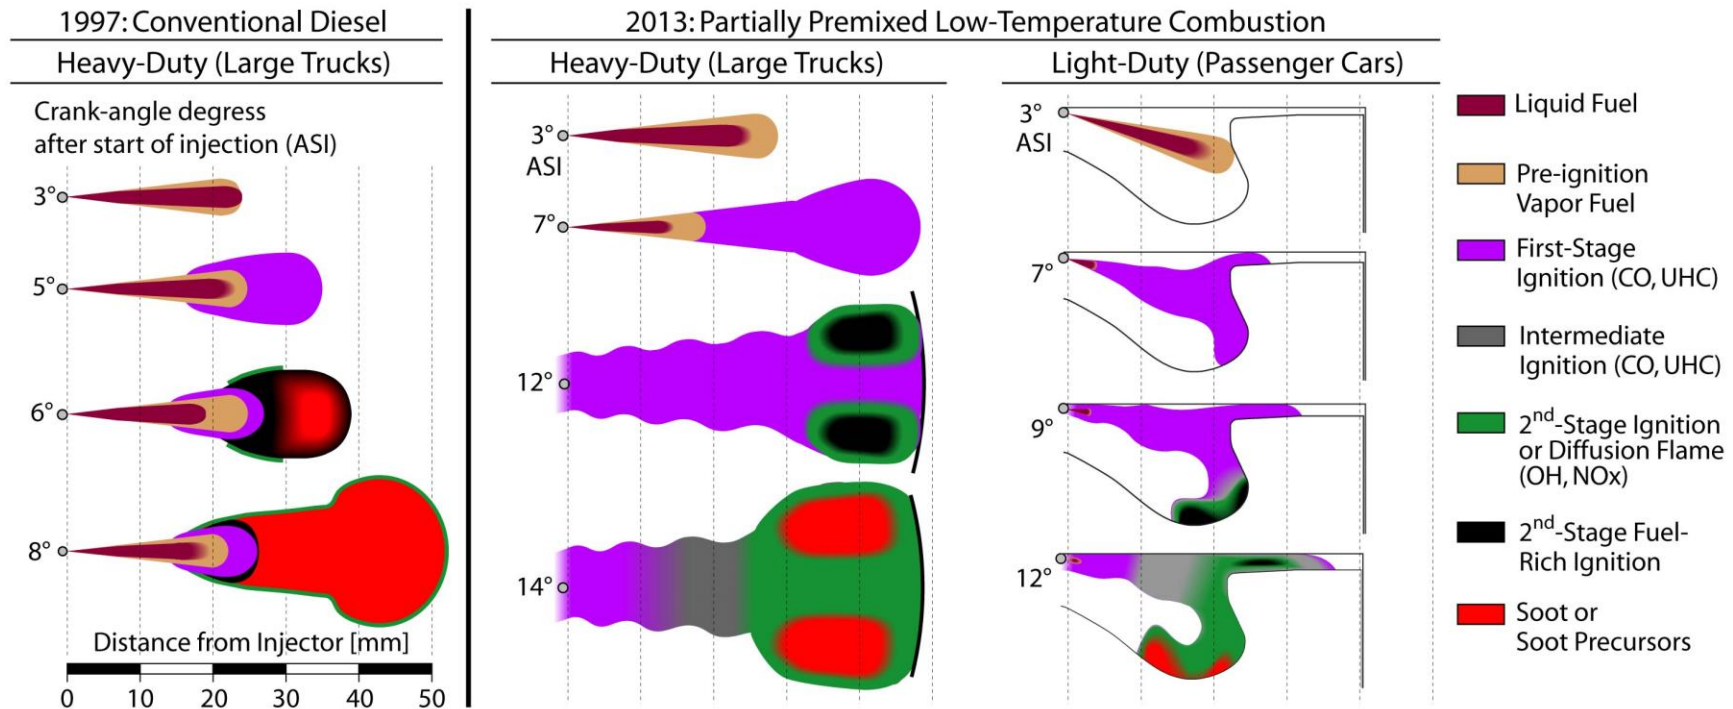 1997: Conventional Diesel
Heavy-Duty (Large Trucks)
Crank-angle degress
after start of injection (ASI)
3°
5°
6°
8°
Distance from Injector [mm]
0 10 20 30 40 50
2013: Partially Premixed Low-Temperature Combustion
Heavy-Duty (Large Trucks)
3°
ASI
7°
12°
14°
Light-Duty (Passenger Cars)
3°
ASI
7°
9°
12°
Liquid Fuel
Pre-ignition
Vapor Fuel
First-Stage
Ignition (CO, UHC)
Intermediate
Ignition (CO, UHC)
2nd-Stage Ignition
or Diffusion Flame
(OH, NOx)
2nd-Stage Fuel-
Rich Ignition
Soot or
Soot Precursors